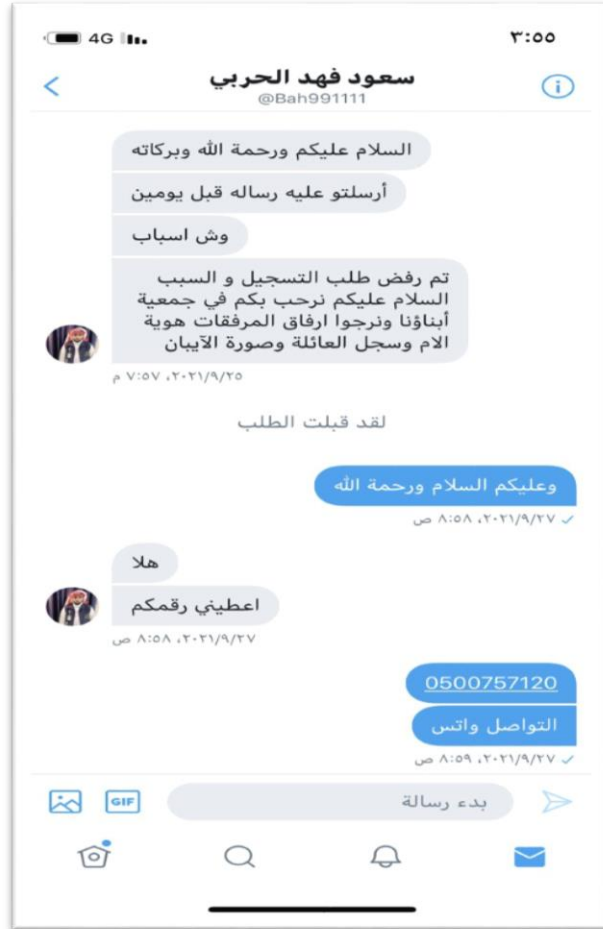 4G
٣:٥٥
سعود فهد الحربي
@Bah991111
السلام عليكم ورحمة الله وبركاته
أرسلتو عليه رساله قبل يومين
وش اسباب
تم رفض طلب التسجيل و السبب
السلام عليكم نرحب بكم في جمعية
أبناؤنا ونرجوا ارفاق المرفقات هوية
الام وسجل العائلة وصورة الآيبان
٢٠٢١/٩/٢٥، ٧:٥٧ م
لقد قبلت الطلب
وعليكم السلام ورحمة الله
٢٠٢١/٩/٢٧، ٨:٥٨ ص
هلا
اعطيني رقمكم
٢٠٢١/٩/٢٧، ٨:٥٨ ص
0500757120
التواصل واتس
٢٠٢١/٩/٢٧، ٨:٥٩ ص
بدء رسالة
GIF